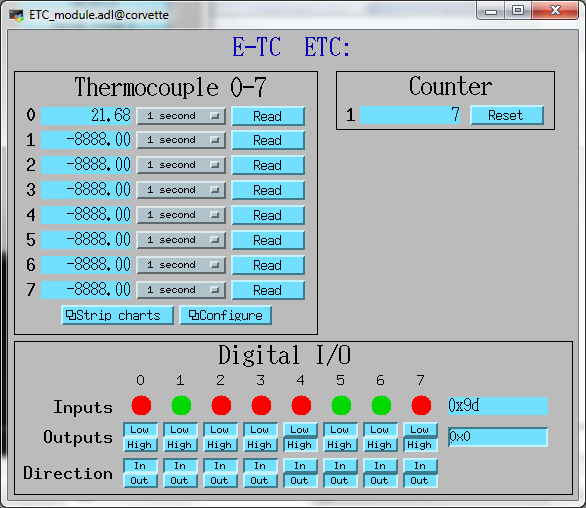 ETC_module.adl@corvette
E-TC ETC:
Thermocouple 0-7
0 21.68 1 second Read
1 -8888.00 1 second Read
2 -8888.00 1 second Read
3 -8888.00 1 second Read
4 -8888.00 1 second Read
5 -8888.00 1 second Read
6 -8888.00 1 second Read
7 -8888.00 1 second Read
Strip charts Configure
Counter
1 7 Reset
Digital I/O
0 1 2 3 4 5 6 7
Inputs 0x9d
Low Low Low Low Low Low Low Low
Outputs 0x0
High High High High High High High High
In In In In In In In In
Direction
Out Out Out Out Out Out Out Out